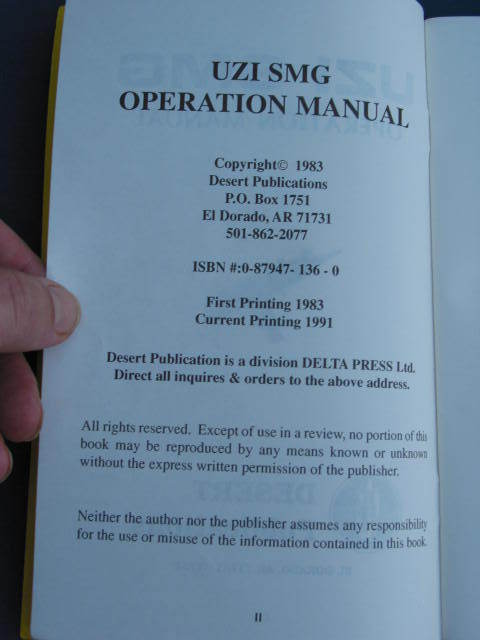 UZI SMG
OPERATION MANUAL
Copyright© 1983
Desert Publications
P.O. Box 1751
El Dorado, AR 71731
501-862-2077
ISBN #:0-87947- 136 - 0
First Printing 1983
Current Printing 1991
Desert Publication is a division DELTA PRESS Ltd.
Direct all inquires & orders to the above address.
All rights reserved. Except of use in a review, no portion of this
book may be reproduced by any means known or unknown
without the express written permission of the publisher.
Neither the author nor the publisher assumes any responsibility
for the use or misuse of the information contained in this book.
II